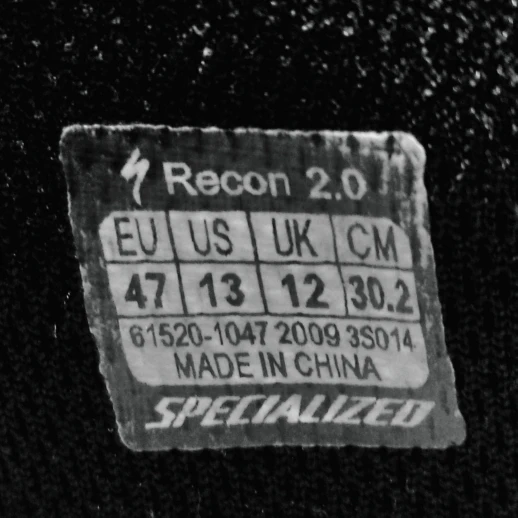 Recon 2.0
EU US UK CM
47 13 12 30.2
61520-1047 2009 3S014
MADE IN CHINA
SPECIALIZED